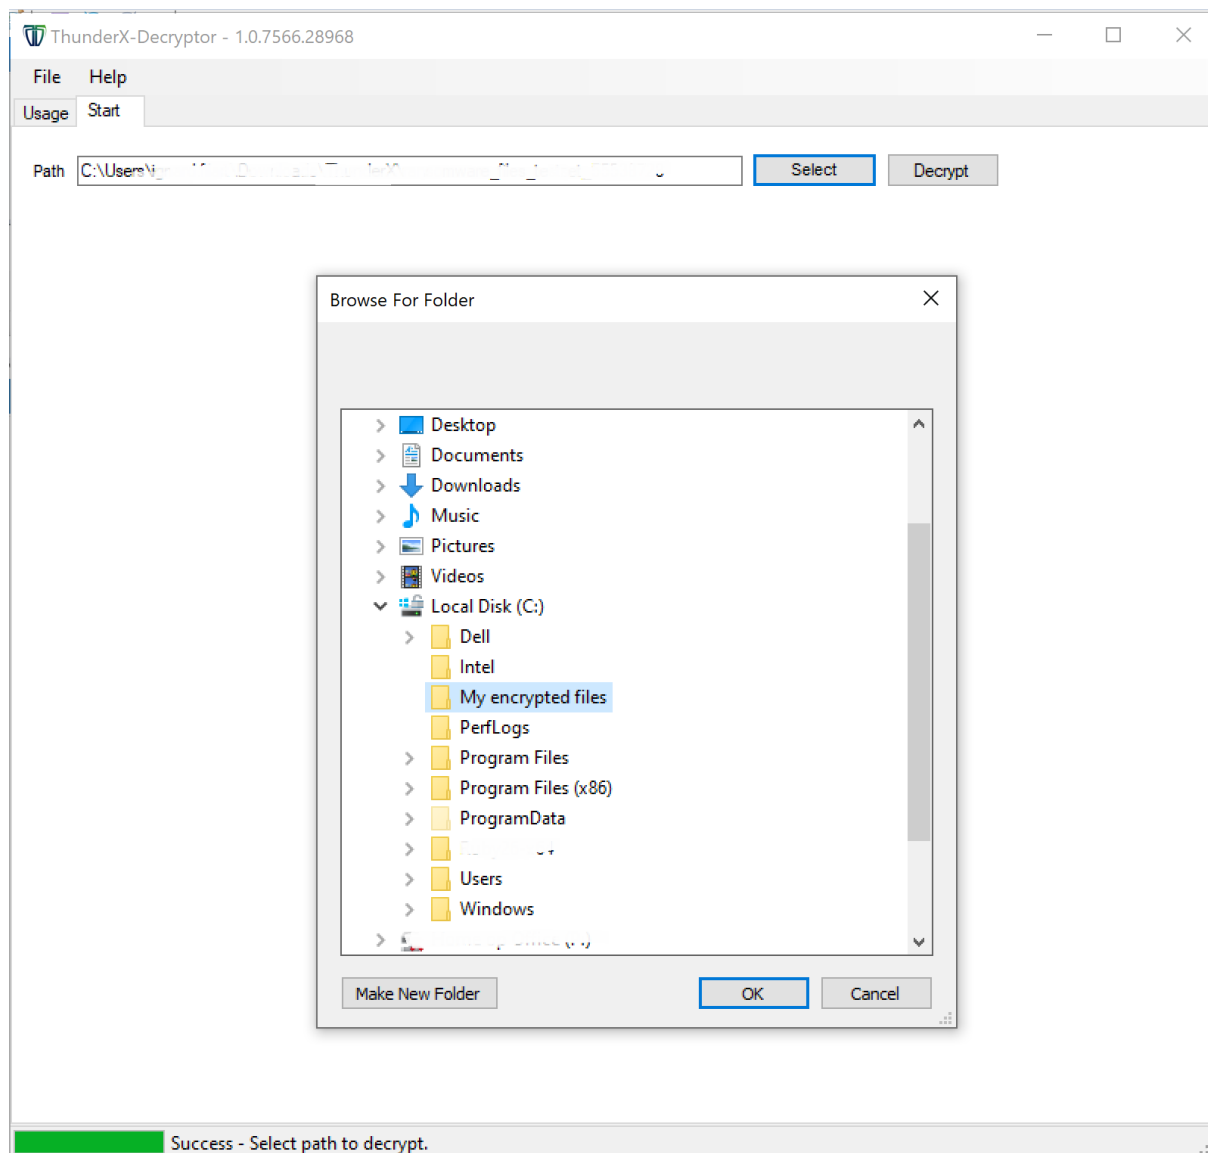 ThunderX-Decryptor - 1.0.7566.28968
File Help
Usage Start
Path C:\Users\ Select Decrypt
Browse For Folder
Desktop
Documents
Downloads
Music
Pictures
Videos
Local Disk (C:)
Dell
Intel
My encrypted files
PerfLogs
Program Files
Program Files (x86)
ProgramData
Users
Windows
Make New Folder OK Cancel
Success - Select path to decrypt.